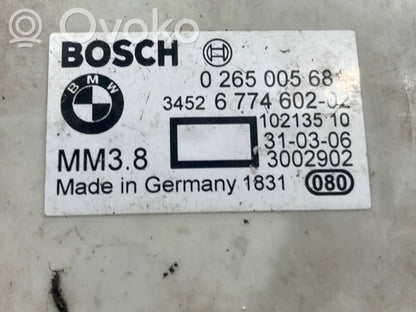 Ovoko
BOSCH
BMW
0 265 005 68
3452 6 774 602-02
102135 10
31-03-06
MM3.8
3002902
Made in Germany 1831
080